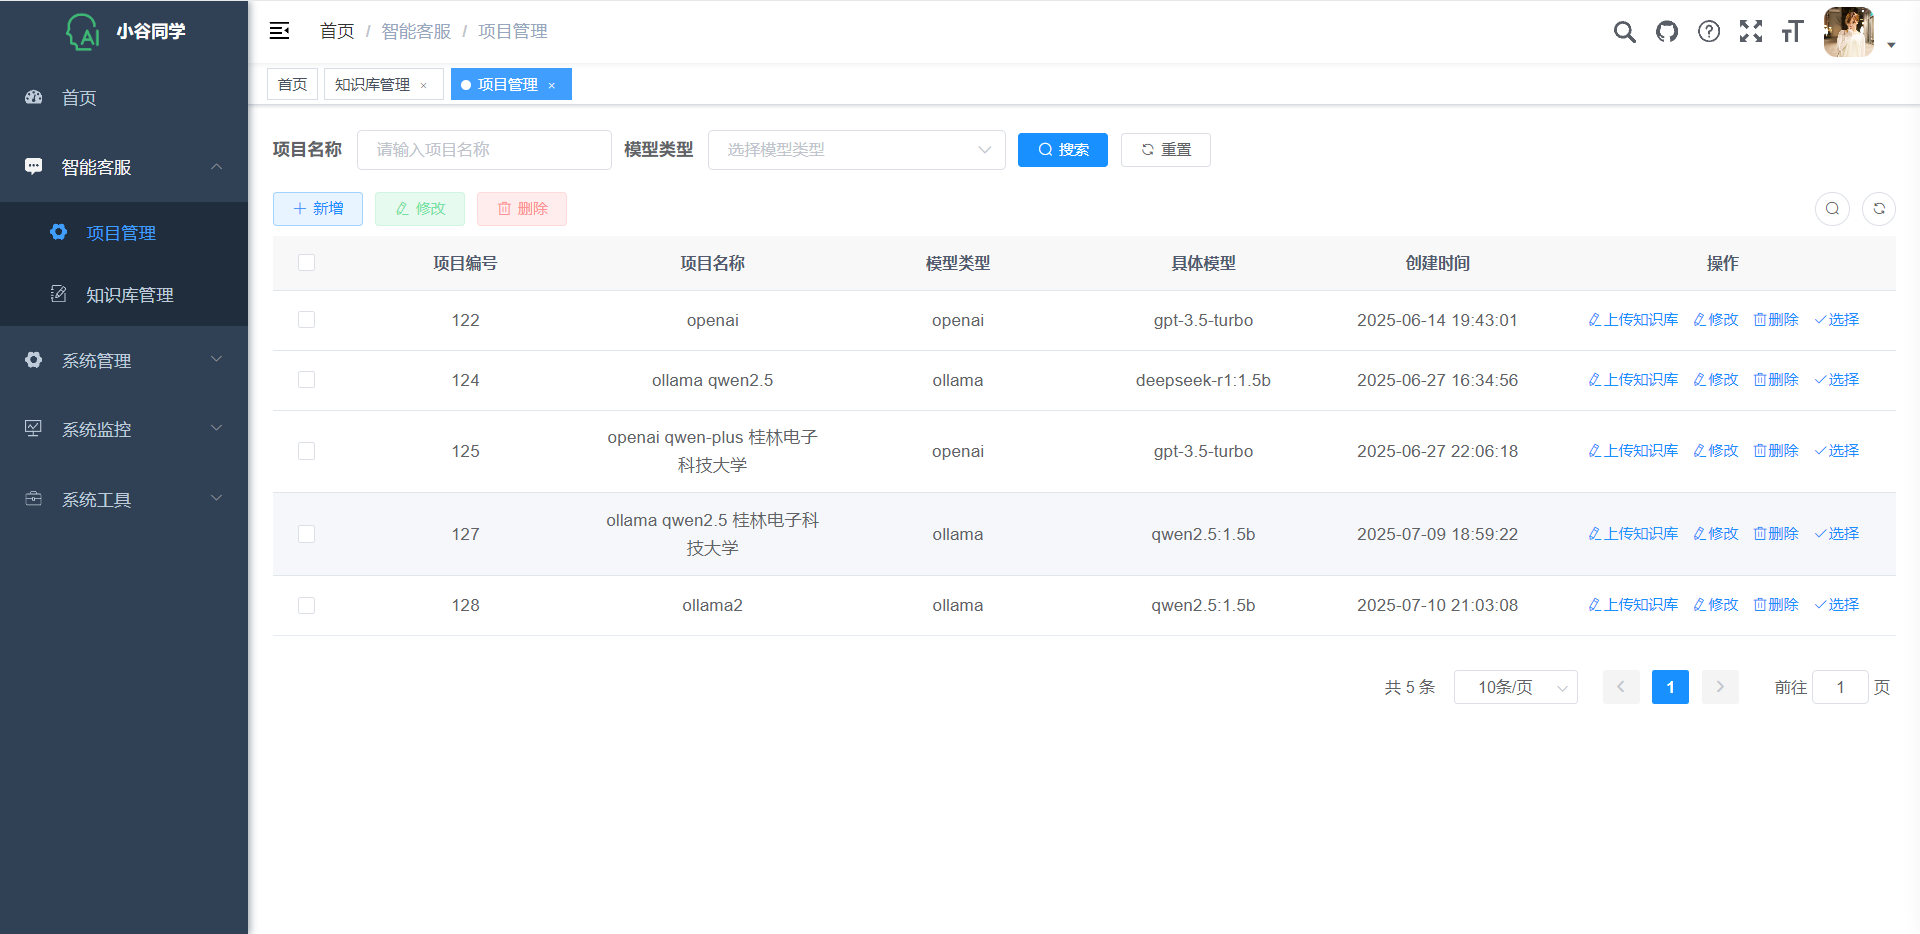 小谷同学
首页
智能客服
项目管理
知识库管理
系统管理
系统监控
系统工具
首页 / 智能客服 / 项目管理
首页 知识库管理 × 项目管理 ×
项目名称 请输入项目名称 模型类型 选择模型类型 搜索 重置
新增 修改 删除
项目编号 项目名称 模型类型 具体模型 创建时间 操作
122 openai openai gpt-3.5-turbo 2025-06-14 19:43:01 上传知识库 修改 删除 选择
124 ollama qwen2.5 ollama deepseek-r1:1.5b 2025-06-27 16:34:56 上传知识库 修改 删除 选择
125 openai qwen-plus 桂林电子
科技大学 openai gpt-3.5-turbo 2025-06-27 22:06:18 上传知识库 修改 删除 选择
127 ollama qwen2.5 桂林电子科
技大学 ollama qwen2.5:1.5b 2025-07-09 18:59:22 上传知识库 修改 删除 选择
128 ollama2 ollama qwen2.5:1.5b 2025-07-10 21:03:08 上传知识库 修改 删除 选择
共 5 条 10条/页 1 前往 1 页